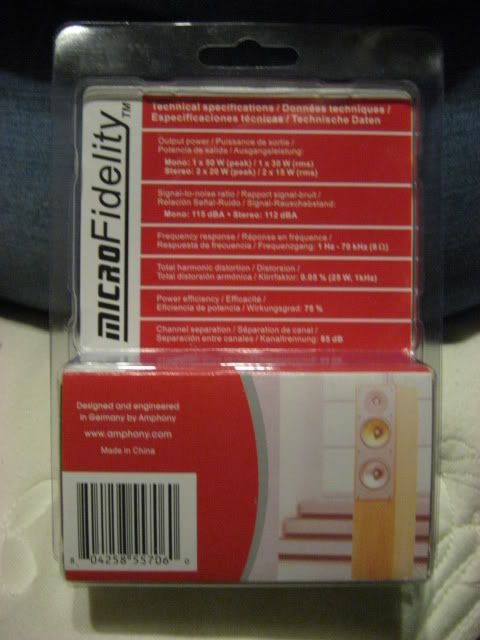 MICROFidelity™
Technical specifications / Données techniques /
Especificaciones técnicas / Technische Daten
Output power / Puissance de sortie /
Potencia de salida / Ausgangsleistung:
Mono: 1 x 50 W (peak) / 1 x 30 W (rms)
Stereo: 2 x 20 W (peak) / 2 x 15 W (rms)
Signal-to-noise ratio / Rapport signal-bruit /
Relación Señal-Ruido / Signal-Rauschabstand:
Mono: 115 dBA • Stereo: 112 dBA
Frequency response / Réponse en fréquence /
Respuesta de frecuencia / Frequenzgang: 1 Hz - 70 kHz (8 Ω)
Total harmonic distortion / Distorsion /
Total distorsión armónica / Klirrfaktor: 0.05 % (25 W, 1kHz)
Power efficiency / Efficacité /
Eficiencia de potencia / Wirkungsgrad: 75 %
Channel separation / Séparation de canal /
Separación entre canales / Kanaltrennung: 85 dB
Designed and engineered
in Germany by Amphony
www.amphony.com
Made in China
8 04258 55706 0